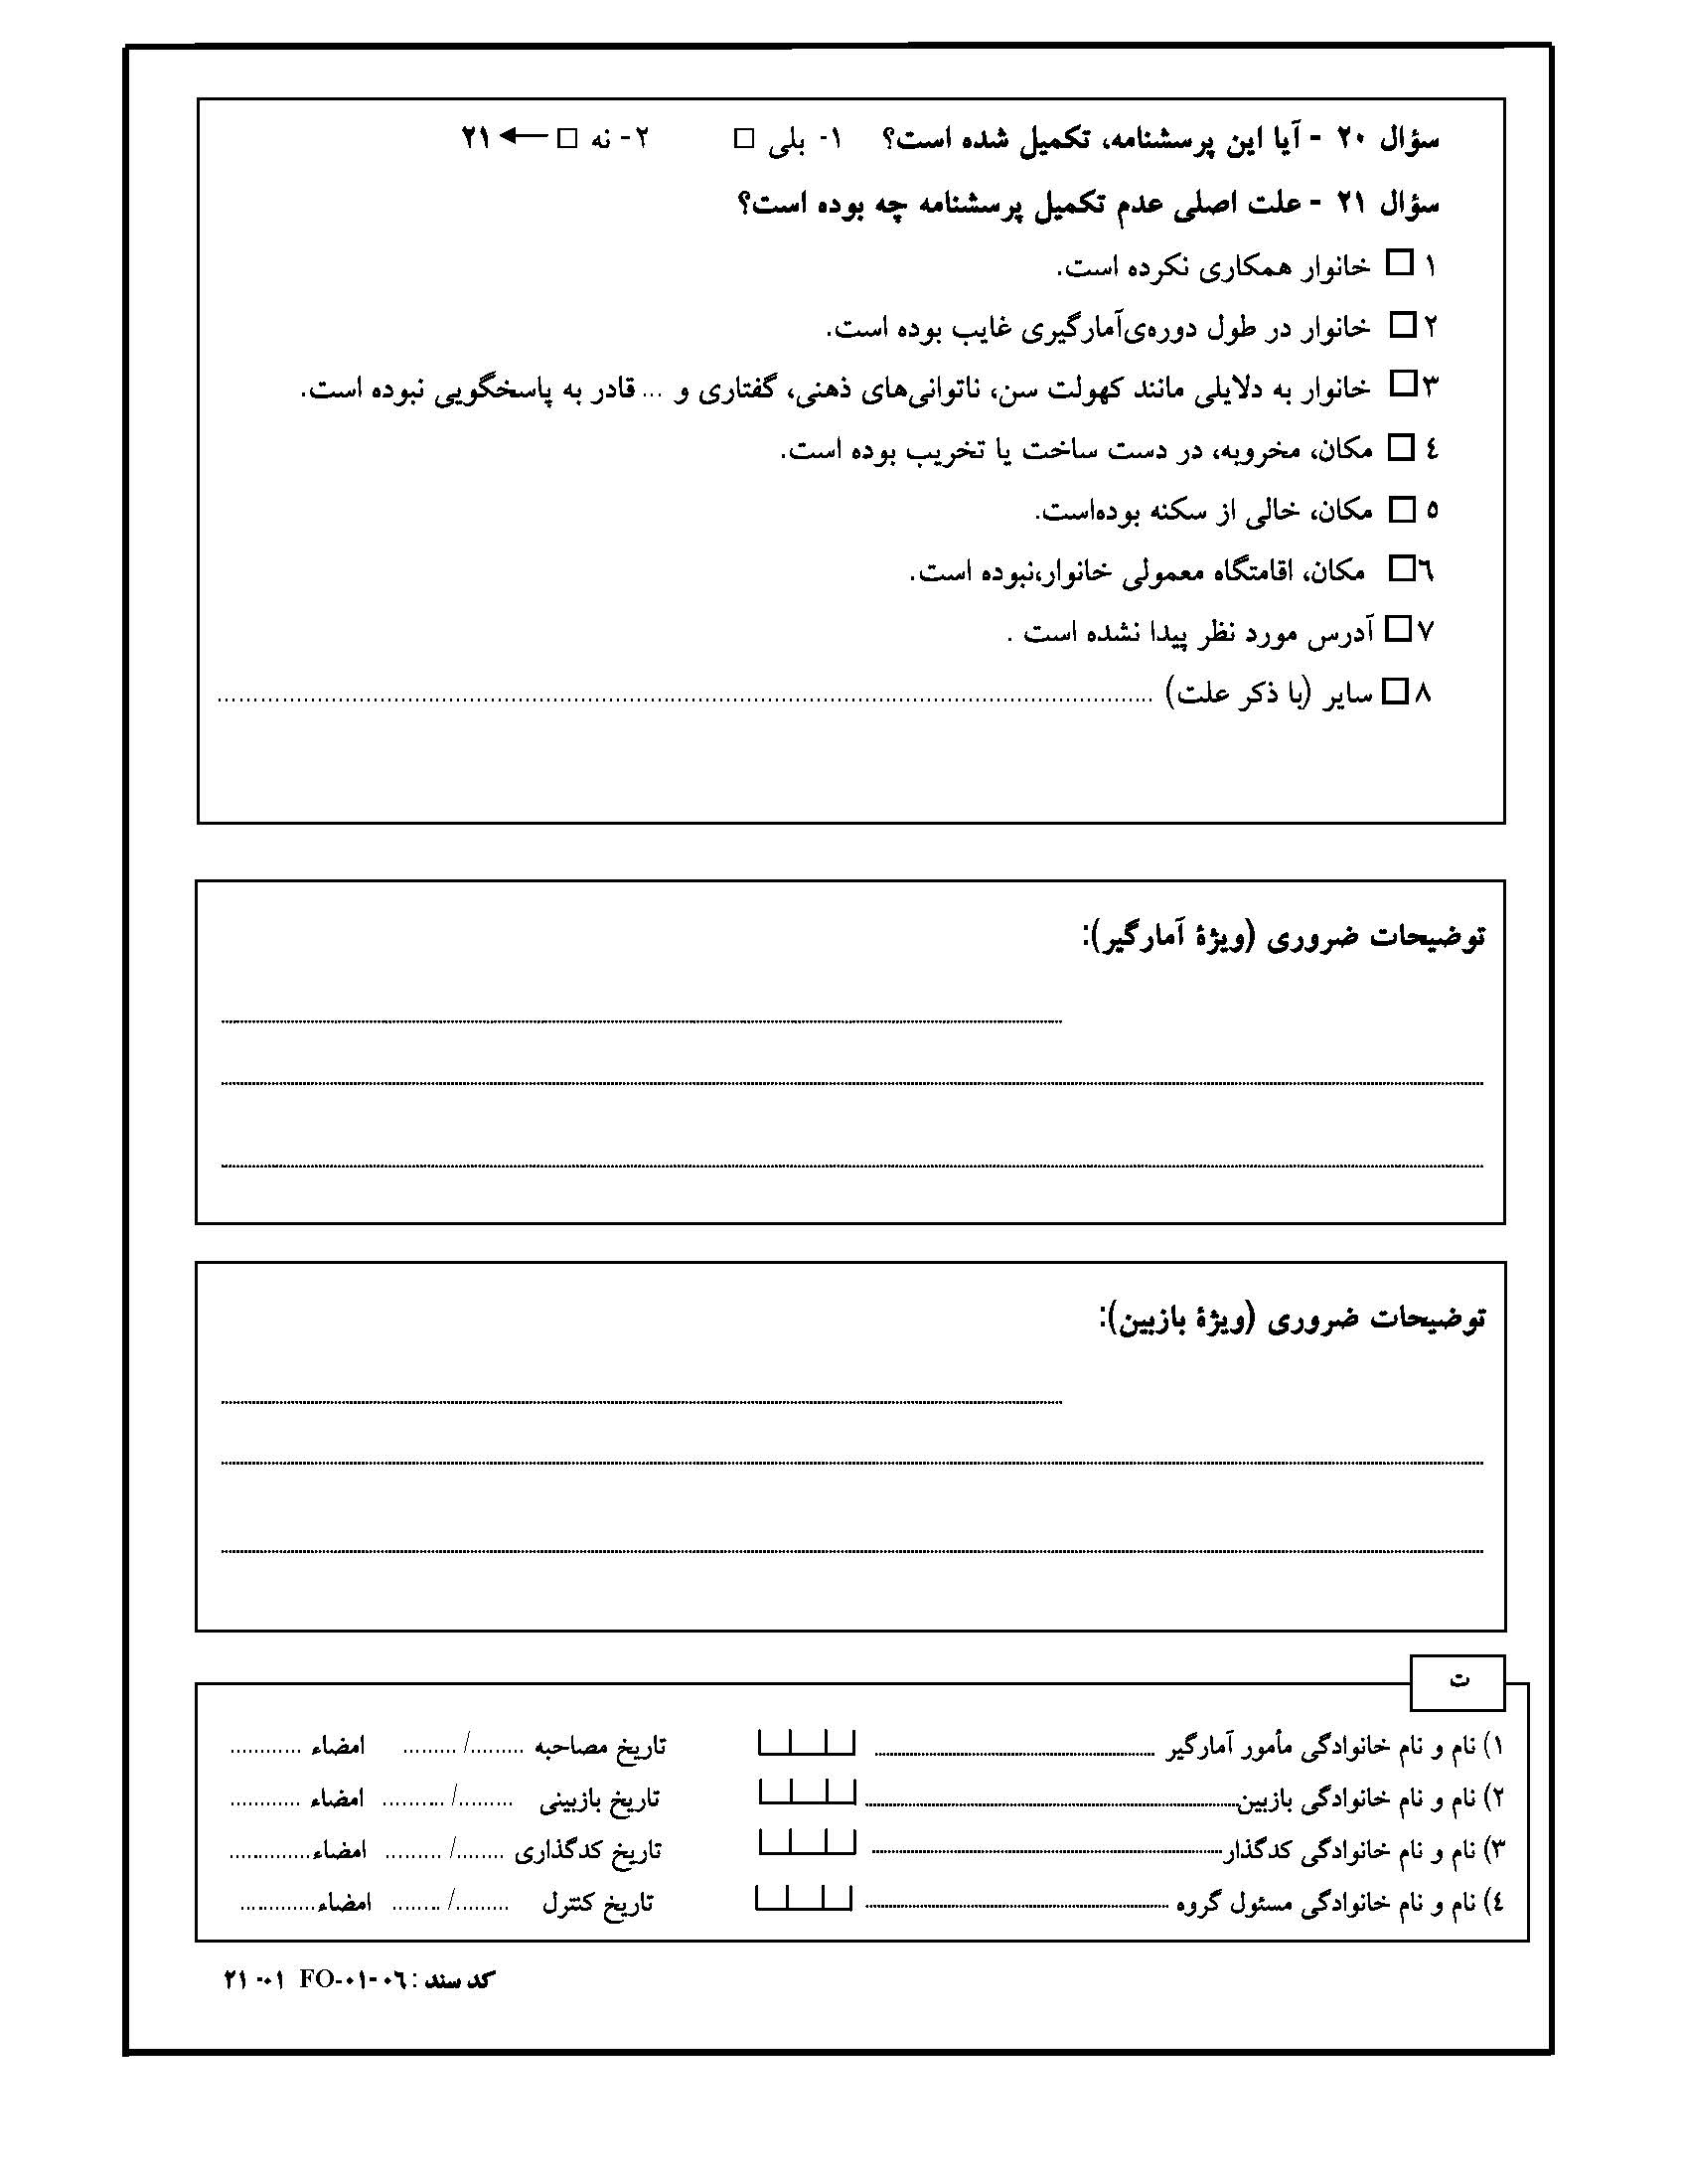 سؤال ۲۰ - آیا این پرسشنامه، تکمیل شده است؟ ۱- بلی □ ۲- نه □ ← ۲۱
سؤال ۲۱ - علت اصلی عدم تکمیل پرسشنامه چه بوده است؟
۱ □ خانوار همکاری نکرده است.
۲ □ خانوار در طول دوره‌ی‌آمارگیری غایب بوده است.
۳ □ خانوار به دلایلی مانند کهولت سن، ناتوانی‌های ذهنی، گفتاری و ... قادر به پاسخگویی نبوده است.
٤ □ مکان، مخروبه، در دست ساخت یا تخریب بوده است.
٥ □ مکان، خالی از سکنه بوده‌است.
٦ □ مکان، اقامتگاه معمولی خانوار،نبوده است.
۷ □ آدرس مورد نظر پیدا نشده است .
۸ □ سایر (با ذکر علت) ........................................
توضیحات ضروری (ویژۀ آمارگیر):
توضیحات ضروری (ویژۀ بازبین):
ت
۱) نام و نام خانوادگی مأمور آمارگیر ............ تاریخ مصاحبه ........./ ......... امضاء ............
۲) نام و نام خانوادگی بازبین............ تاریخ بازبینی ........./ .......... امضاء ............
۳) نام و نام خانوادگی کدگذار............ تاریخ کدگذاری ......../ ......... امضاء..............
٤) نام و نام خانوادگی مسئول گروه ............ تاریخ کنترل ........./ ........ امضاء.............
کد سند : ۰۶-۰۱-FO ۰۱- ۲۱